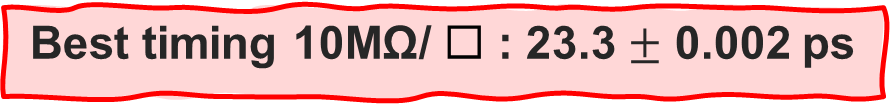 Best timing 10MΩ/ □ : 23.3 ± 0.002 ps